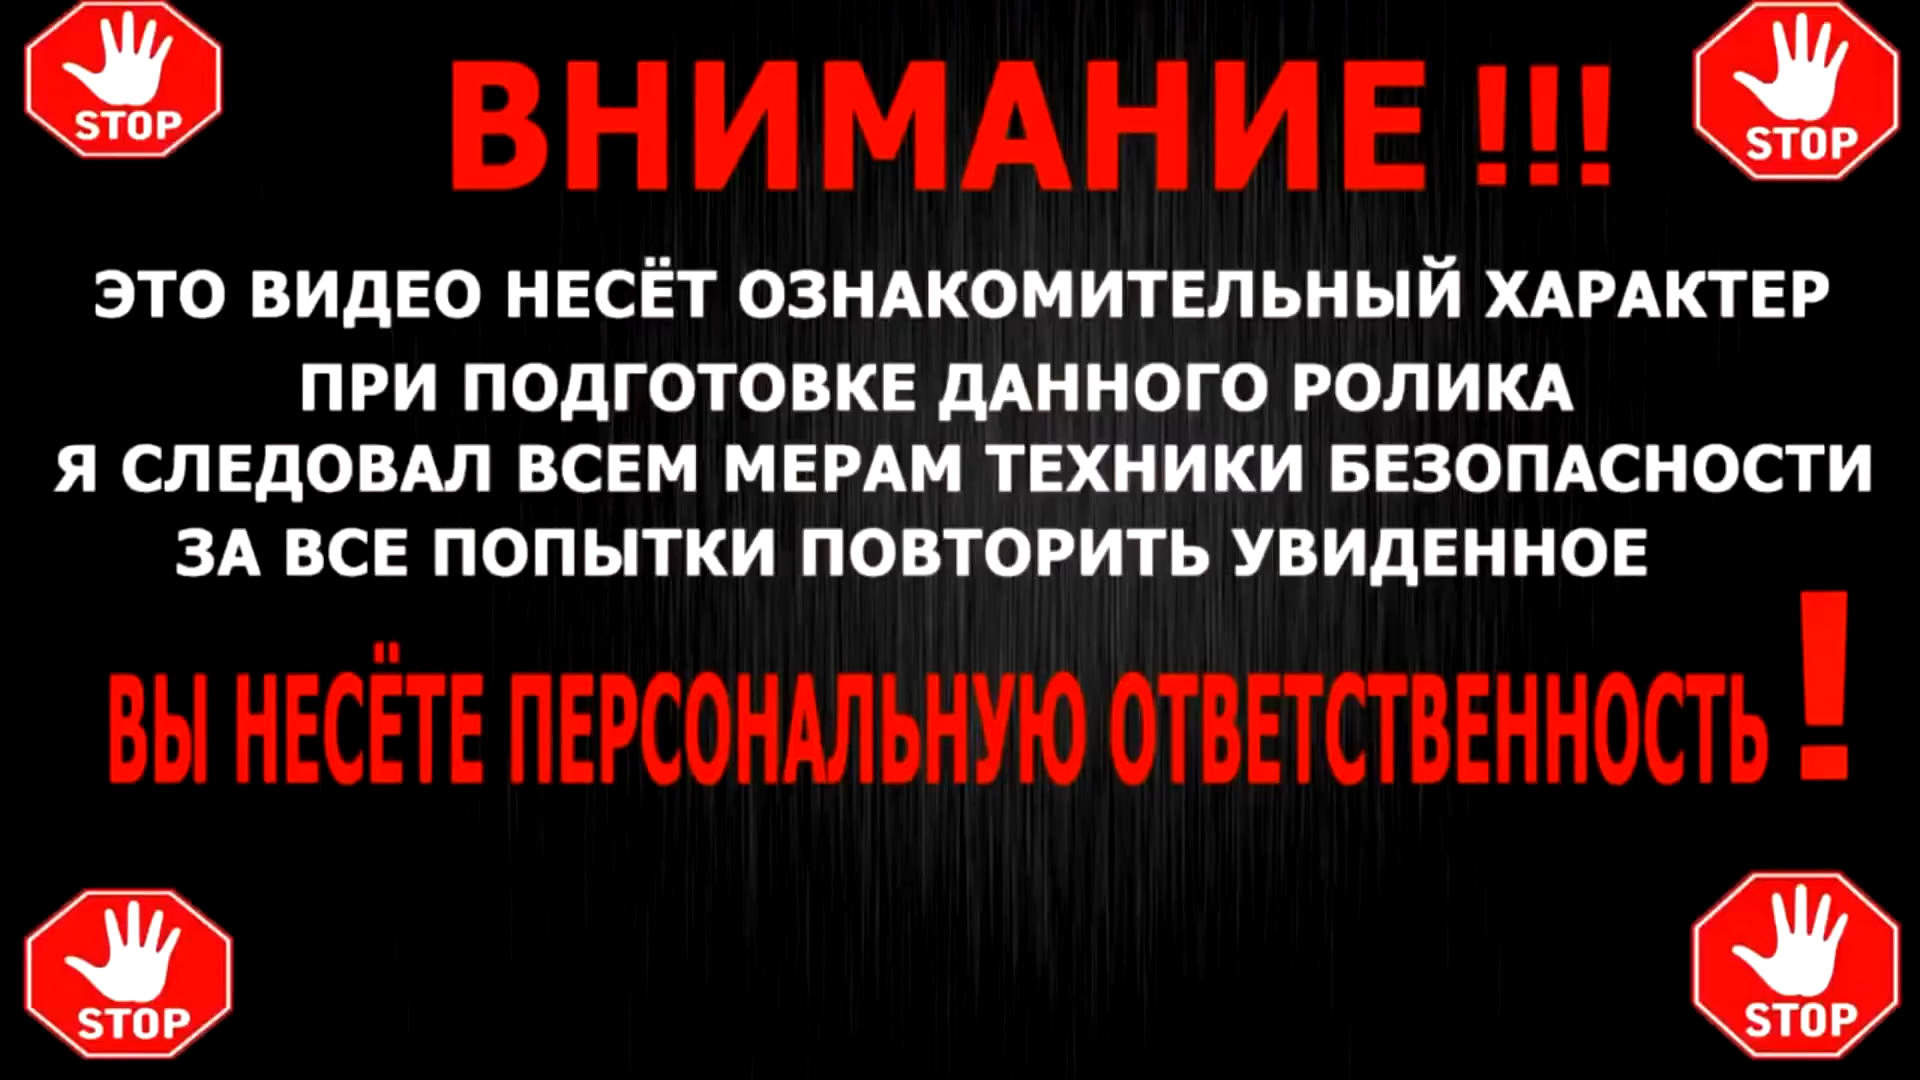 STOP
STOP
ВНИМАНИЕ !!!
ЭТО ВИДЕО НЕСЁТ ОЗНАКОМИТЕЛЬНЫЙ ХАРАКТЕР
ПРИ ПОДГОТОВКЕ ДАННОГО РОЛИКА
Я СЛЕДОВАЛ ВСЕМ МЕРАМ ТЕХНИКИ БЕЗОПАСНОСТИ
ЗА ВСЕ ПОПЫТКИ ПОВТОРИТЬ УВИДЕННОЕ
ВЫ НЕСЁТЕ ПЕРСОНАЛЬНУЮ ОТВЕТСТВЕННОСТЬ !
STOP
STOP